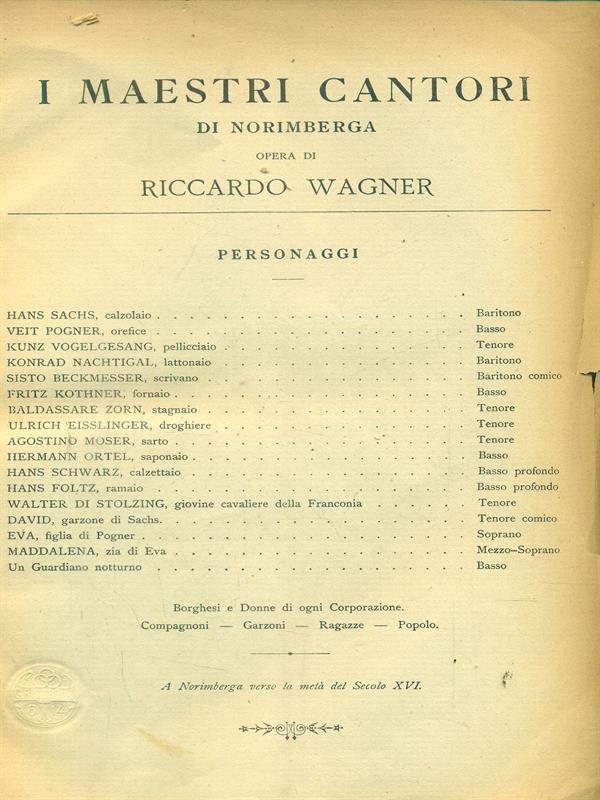 I MAESTRI CANTORI
DI NORIMBERGA
OPERA DI
RICCARDO WAGNER
PERSONAGGI
HANS SACHS, calzolaio . . . . . . . . . . . . . . . . . Baritono
VEIT POGNER, orefice . . . . . . . . . . . . . . . . . Basso
KUNZ VOGELGESANG, pellicciaio . . . . . . . . . . . . . Tenore
KONRAD NACHTIGAL, lattonaio . . . . . . . . . . . . . . Baritono
SISTO BECKMESSER, scrivano . . . . . . . . . . . . . . Baritono comico
FRITZ KOTHNER, fornaio . . . . . . . . . . . . . . . . Basso
BALDASSARE ZORN, stagnaio . . . . . . . . . . . . . . . Tenore
ULRICH EISSLINGER, droghiere . . . . . . . . . . . . . Tenore
AGOSTINO MOSER, sarto . . . . . . . . . . . . . . . . . Tenore
HERMANN ORTEL, saponaio . . . . . . . . . . . . . . . . Basso
HANS SCHWARZ, calzettaio . . . . . . . . . . . . . . . Basso profondo
HANS FOLTZ, ramaio . . . . . . . . . . . . . . . . . Basso profondo
WALTER DI STOLZING, giovine cavaliere della Franconia . . . . . Tenore
DAVID, garzone di Sachs. . . . . . . . . . . . . . . . Tenore comico
EVA, figlia di Pogner . . . . . . . . . . . . . . . . . Soprano
MADDALENA, zia di Eva . . . . . . . . . . . . . . . . . Mezzo-Soprano
Un Guardiano notturno . . . . . . . . . . . . . . . . . Basso
Borghesi e Donne di ogni Corporazione.
Compagnoni — Garzoni — Ragazze — Popolo.
A Norimberga verso la metà del Secolo XVI.